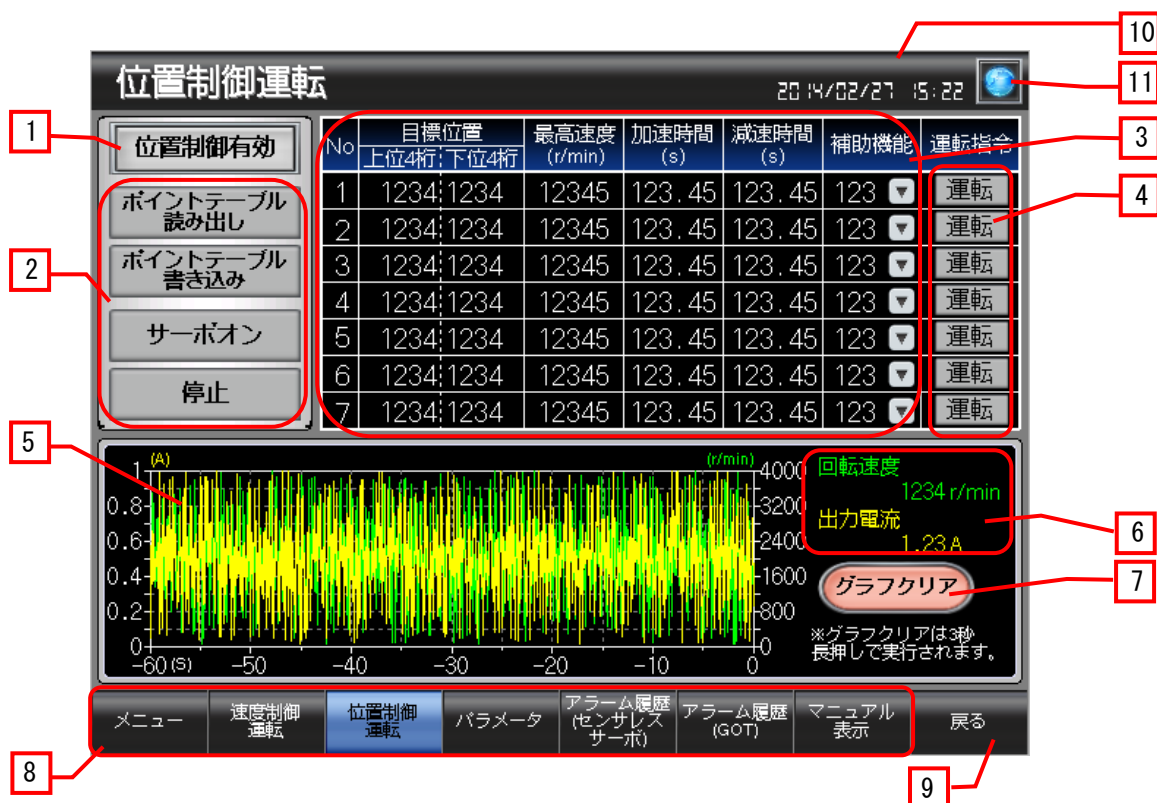 10
位置制御運転
2014/02/27 15:22
11
1
位置制御有効
No
目標位置
上位4桁
下位4桁
最高速度
(r/min)
加速時間
(s)
減速時間
(s)
補助機能
運転指令
3
2
ポイントテーブル
読み出し
ポイントテーブル
書き込み
サーボオン
停止
1 1234 1234 12345 123.45 123.45 123 ▼ 運転
2 1234 1234 12345 123.45 123.45 123 ▼ 運転
3 1234 1234 12345 123.45 123.45 123 ▼ 運転
4 1234 1234 12345 123.45 123.45 123 ▼ 運転
5 1234 1234 12345 123.45 123.45 123 ▼ 運転
6 1234 1234 12345 123.45 123.45 123 ▼ 運転
7 1234 1234 12345 123.45 123.45 123 ▼ 運転
4
5
(A)
1
0.8
0.6
0.4
0.2
0
(r/min)
4000
3200
2400
1600
800
0
-60 (S) -50 -40 -30 -20 -10 0
回転速度
1234 r/min
出力電流
1.23 A
6
グラフクリア
7
※グラフクリアは3秒
長押しで実行されます。
メニュー
速度制御
運転
位置制御
運転
パラメータ
アラーム履歴
(センサレス
サーボ)
アラーム履歴
(GOT)
マニュアル
表示
戻る
8
9